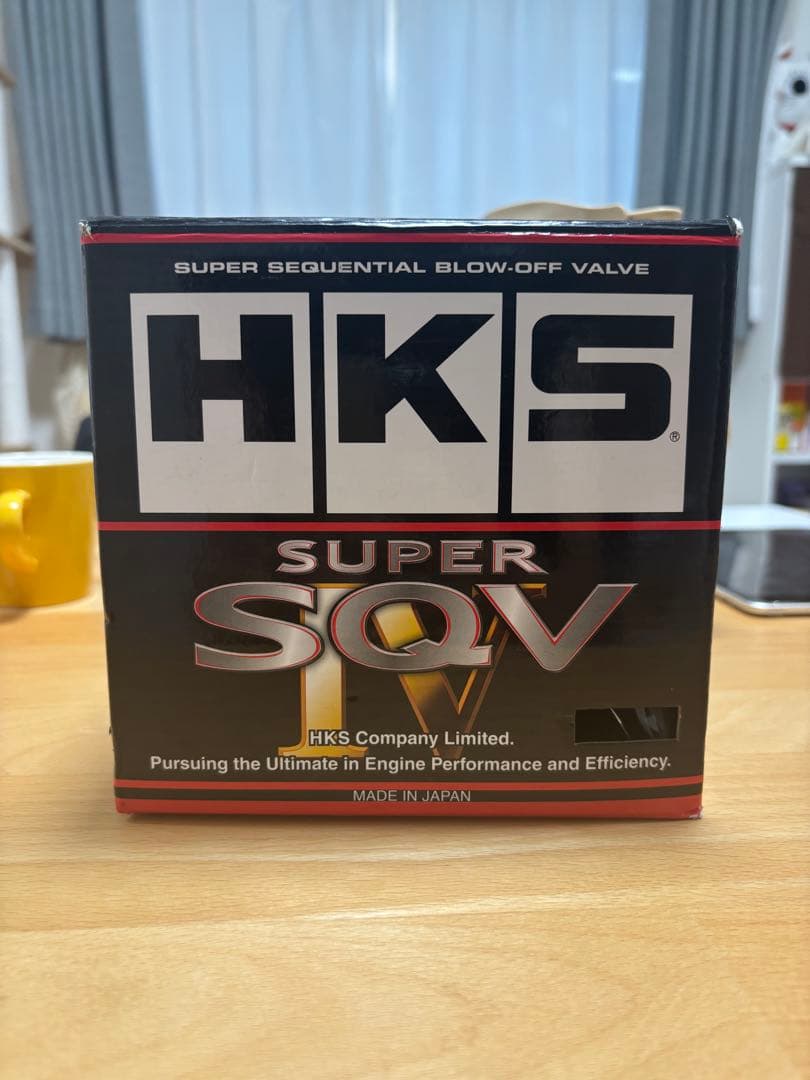 SUPER SEQUENTIAL BLOW-OFF VALVE
HKS®
SUPER
SQV
IV
HKS Company Limited.
Pursuing the Ultimate in Engine Performance and Efficiency.
MADE IN JAPAN